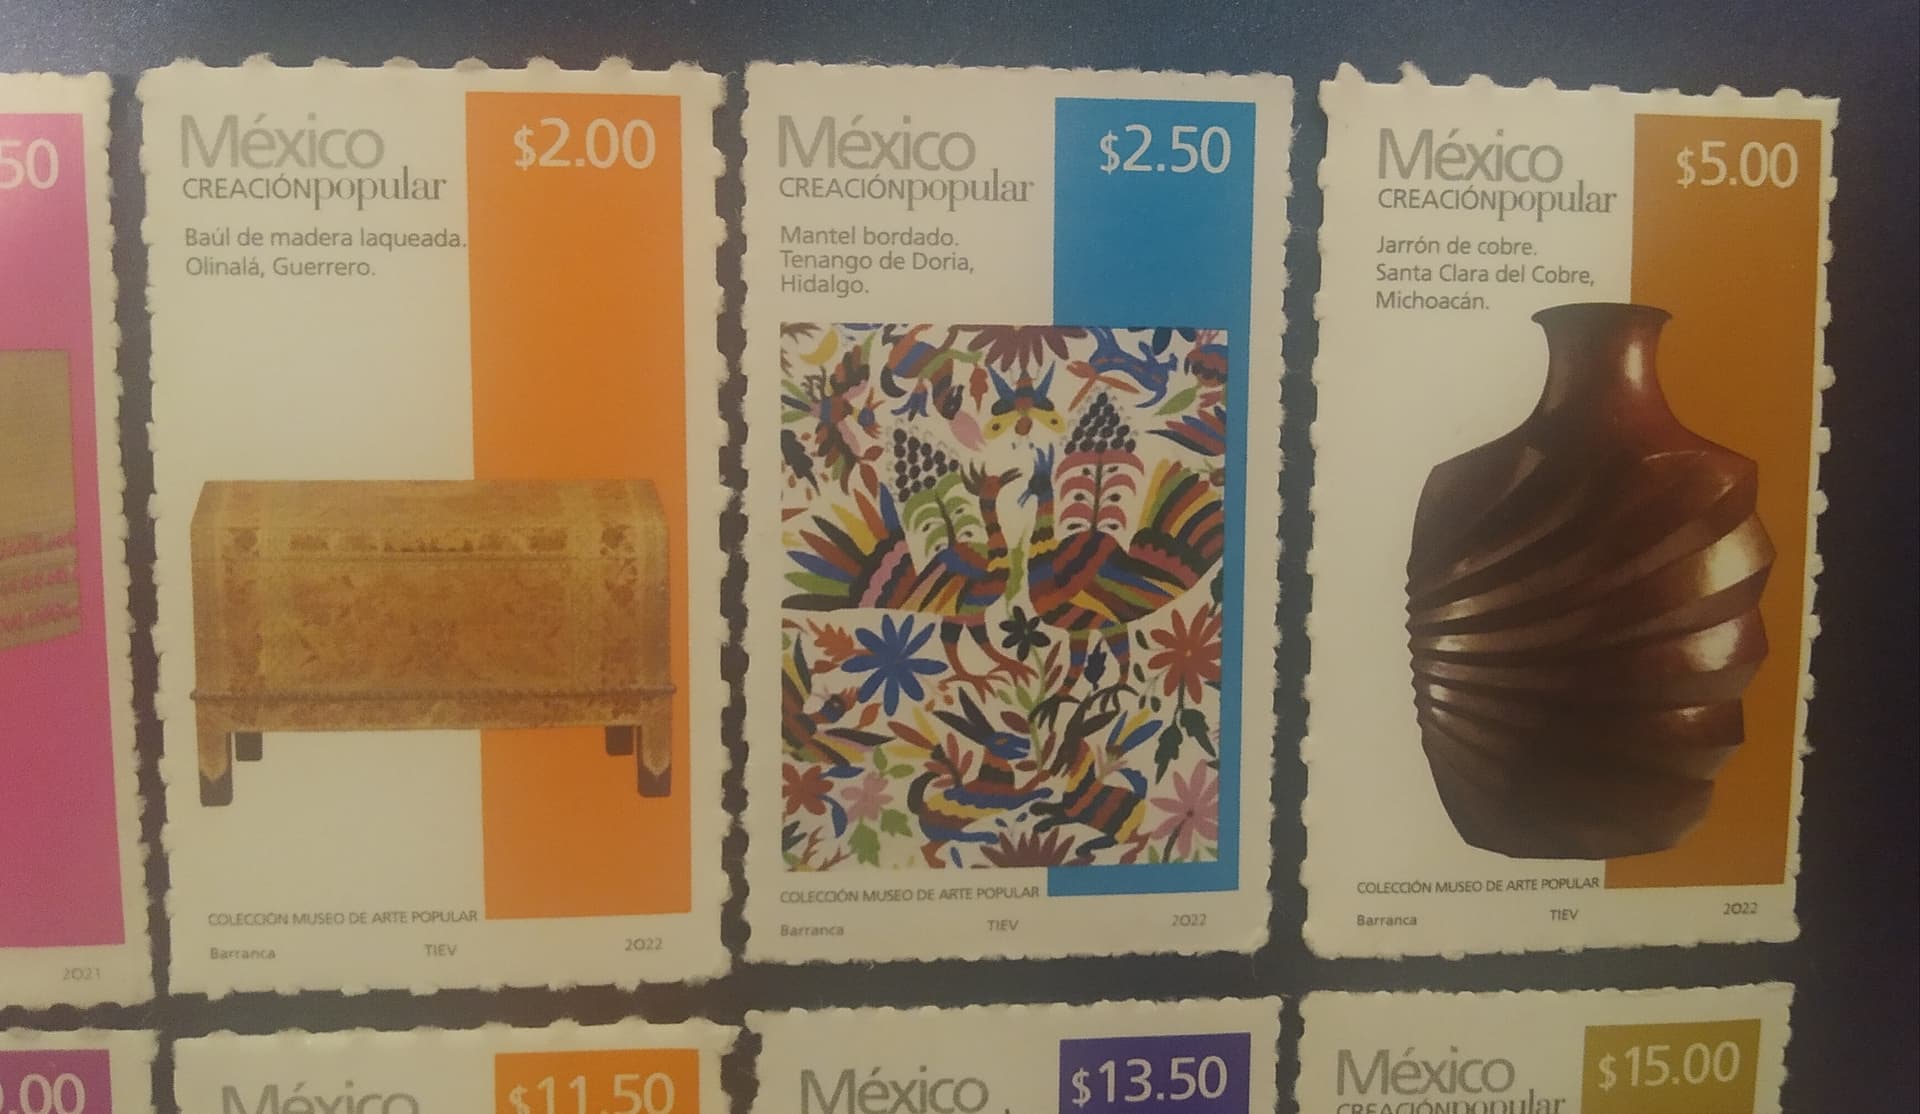 50
2021
México
$2.00
CREACIÓNpopular
Baúl de madera laqueada.
Olinalá, Guerrero.
COLECCIÓN MUSEO DE ARTE POPULAR
Barranca TIEV 2022
México
$2.50
CREACIÓNpopular
Mantel bordado.
Tenango de Doria,
Hidalgo.
COLECCIÓN MUSEO DE ARTE POPULAR
Barranca TIEV 2022
México
$5.00
CREACIÓNpopular
Jarrón de cobre.
Santa Clara del Cobre,
Michoacán.
COLECCIÓN MUSEO DE ARTE POPULAR
Barranca TIEV 2022
.00
México
$11.50
México
$13.50
México
$15.00
CREACIÓNpopular